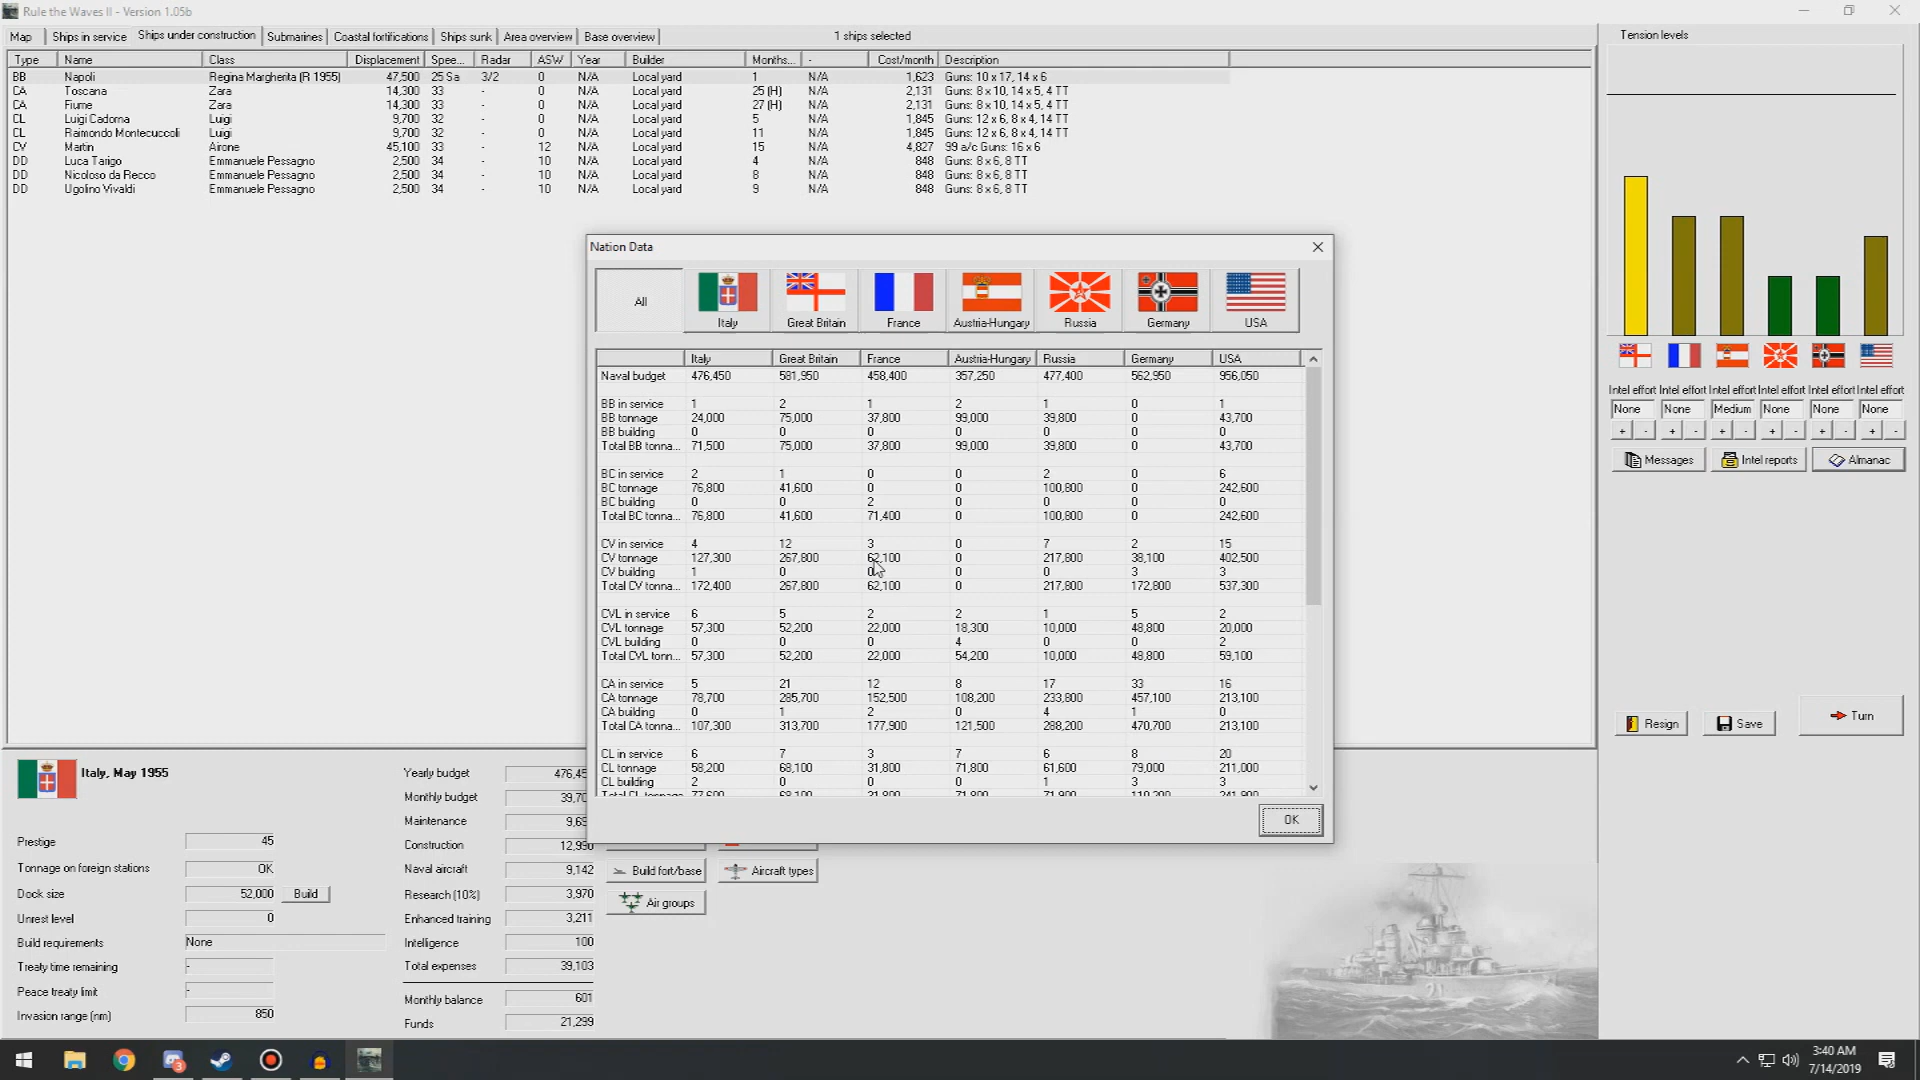 Rule the Waves II - Version 1.05b
Map Ships in service Ships under construction Submarines Coastal fortifications Ships sunk Area overview Base overview 1 ships selected
Type Name Class Displacement Spee... Radar ASW Year Builder Months... - Cost/month Description
BB Napoli Regina Margherita (R 1955) 47,500 25 Sa 3/2 0 N/A Local yard 1 N/A 1,623 Guns: 10 x 17, 14 x 6
CA Toscana Zara 14,300 33 - 0 N/A Local yard 25 (H) N/A 2,131 Guns: 8 x 10, 14 x 5, 4 TT
CA Fiume Zara 14,300 33 - 0 N/A Local yard 27 (H) N/A 2,131 Guns: 8 x 10, 14 x 5, 4 TT
CL Luigi Cadorna Luigi 9,700 32 - 0 N/A Local yard 5 N/A 1,845 Guns: 12 x 6, 8 x 4, 14 TT
CL Raimondo Montecuccoli Luigi 9,700 32 - 0 N/A Local yard 11 N/A 1,845 Guns: 12 x 6, 8 x 4, 14 TT
CV Martin Airone 45,100 33 - 12 N/A Local yard 15 N/A 4,827 99 a/c Guns: 16 x 6
DD Luca Tarigo Emmanuele Pessagno 2,500 34 - 10 N/A Local yard 4 N/A 848 Guns: 8 x 6, 8 TT
DD Nicoloso da Recco Emmanuele Pessagno 2,500 34 - 10 N/A Local yard 8 N/A 848 Guns: 8 x 6, 8 TT
DD Ugolino Vivaldi Emmanuele Pessagno 2,500 34 - 10 N/A Local yard 9 N/A 848 Guns: 8 x 6, 8 TT
Nation Data
All Italy Great Britain France Austria-Hungary Russia Germany USA
Italy Great Britain France Austria-Hungary Russia Germany USA
Naval budget 476,450 581,950 458,400 357,250 477,400 562,950 956,050
BB in service 1 2 1 2 1 0 1
BB tonnage 24,000 75,000 37,800 99,000 39,800 0 43,700
BB building 0 0 0 0 0 0
Total BB tonna... 71,500 75,000 37,800 99,000 39,800 0 43,700
BC in service 2 1 0 0 2 0 6
BC tonnage 76,800 41,600 0 0 100,800 0 242,600
BC building 0 0 2 0 0 0 0
Total BC tonna... 76,800 41,600 71,400 0 100,800 0 242,600
CV in service 4 12 3 0 7 2 15
CV tonnage 127,300 267,800 62,100 0 217,800 38,100 402,500
CV building 1 0 0 0 0 3 3
Total CV tonna... 172,400 267,800 62,100 0 217,800 172,800 537,300
CVL in service 6 5 2 2 1 5 2
CVL tonnage 57,300 52,200 22,000 18,300 10,000 48,800 20,000
CVL building 0 0 0 4 0 0 2
Total CVL tonn... 57,300 52,200 22,000 54,200 10,000 48,800 59,100
CA in service 5 21 12 8 17 33 16
CA tonnage 78,700 285,700 152,500 108,200 233,800 457,100 213,100
CA building 0 1 2 0 4 1 0
Total CA tonna... 107,300 313,700 177,900 121,500 288,200 470,700 213,100
CL in service 6 7 3 7 6 8 20
CL tonnage 58,200 68,100 31,800 71,800 61,600 79,000 211,000
CL building 2 0 0 0 1 3 3
Total CL tonnage 77,600 68,100 31,800 71,800 71,900 110,200 241,900
OK
Tension levels
Intel effort Intel effort Intel effort Intel effort Intel effort Intel effort
None None Medium None None None
+ - + - + - + - + - + -
Messages Intel reports Almanac
Resign Save Turn
Italy, May 1955
Prestige 45
Tonnage on foreign stations OK
Dock size 52,000 Build
Unrest level 0
Build requirements None
Treaty time remaining -
Peace treaty limit -
Invasion range (nm) 850
Yearly budget 476,45
Monthly budget 39,70
Maintenance 9,6
Construction 12,990
Naval aircraft 9,142
Research (10%) 3,970
Enhanced training 3,211
Intelligence 100
Total expenses 39,103
Monthly balance 601
Funds 21,299
Build fort/base Aircraft types
Air groups
21
3
3:40 AM
7/14/2019